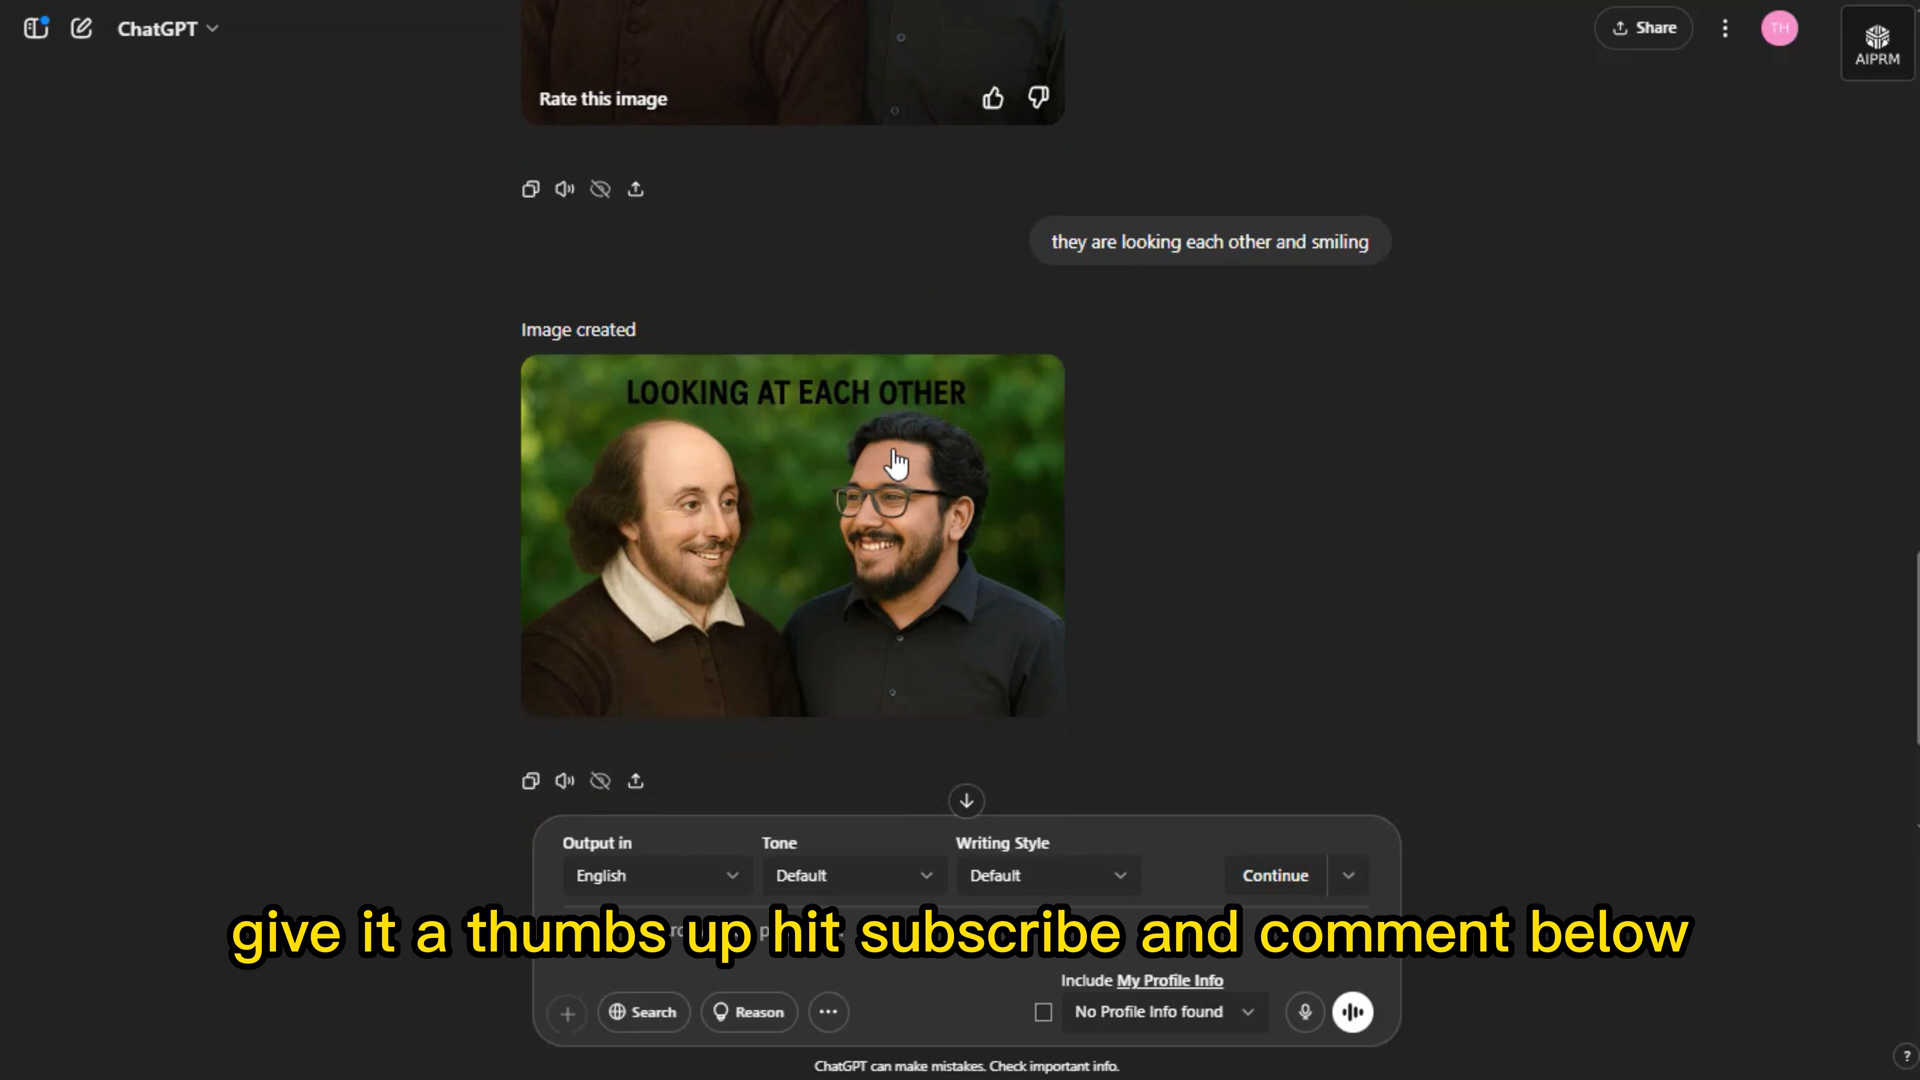 ChatGPT
Share
TH
AIPRM
Rate this image
they are looking each other and smiling
Image created
LOOKING AT EACH OTHER
Output in
Tone
Writing Style
English
Default
Default
Continue
give it a thumbs up hit subscribe and comment below
Include My Profile Info
Search
Reason
No Profile Info found
ChatGPT can make mistakes. Check important info.
?